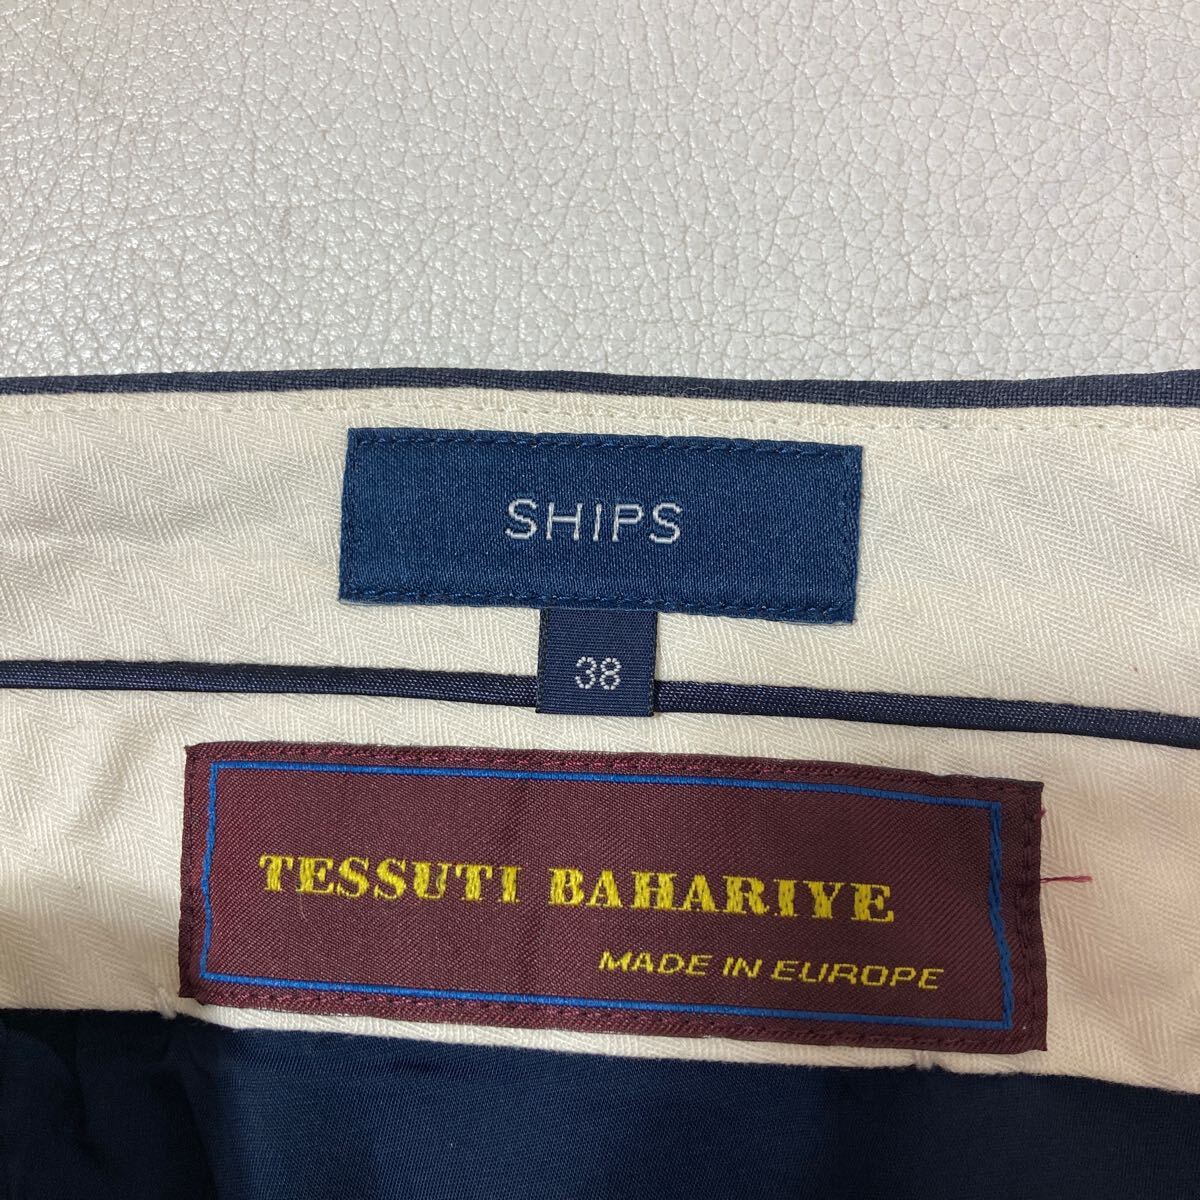 SHIPS
38
TESSUTI BAHARIYE
MADE IN EUROPE